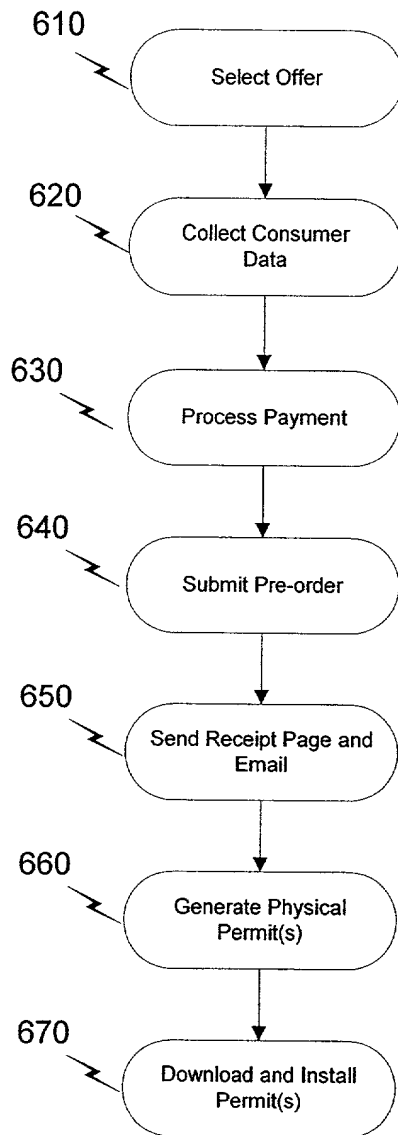 610
Select Offer
620
Collect Consumer
Data
630
Process Payment
640
Submit Pre-order
650
Send Receipt Page and
Email
660
Generate Physical
Permit(s)
670
Download and Install
Permit(s)